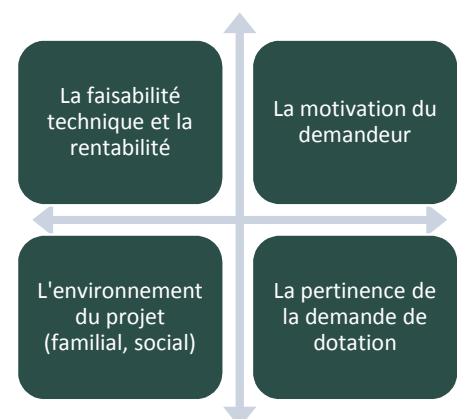 La faisabilité
technique et la
rentabilité
La motivation du
demandeur
L'environnement
du projet
(familial, social)
La pertinence de
la demande de
dotation